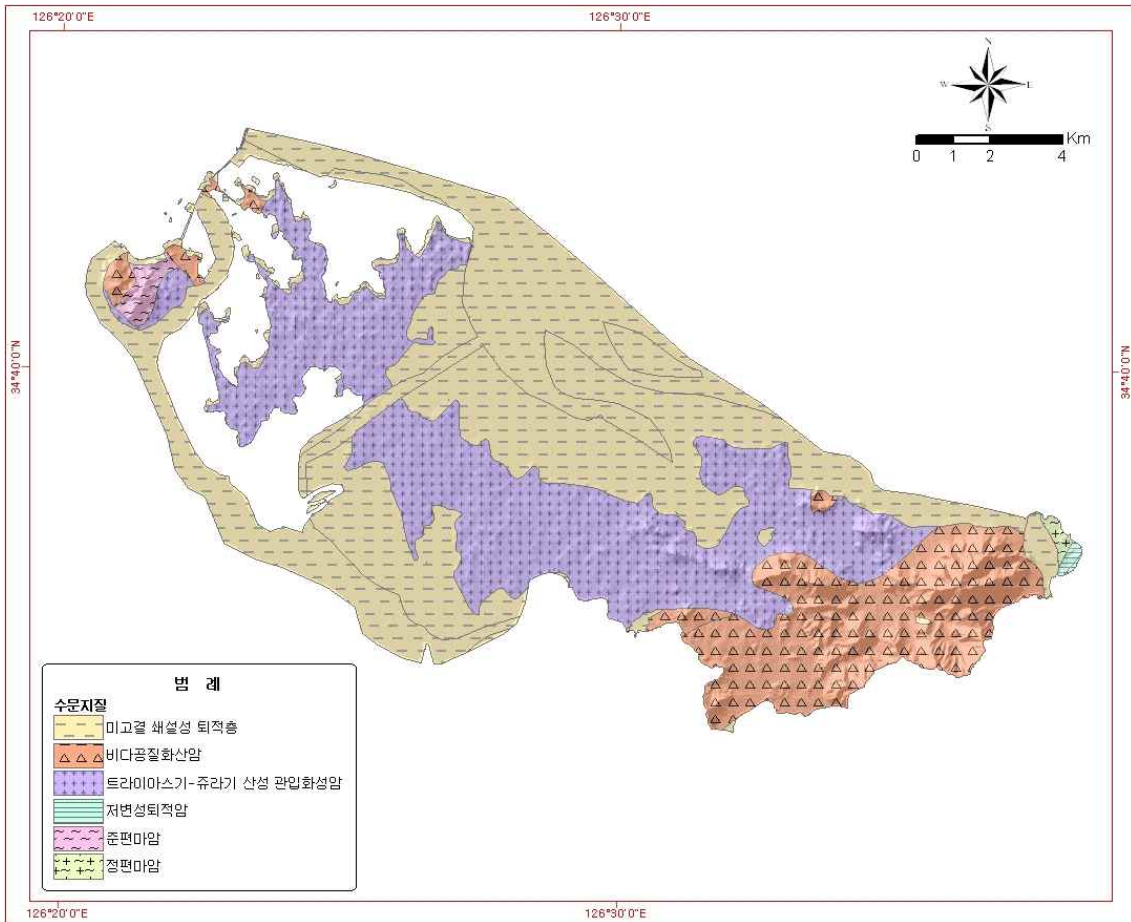 126°20'0"E
126°30'0"E
N
W
E
S
Km
0 1 2 4
34°40'0"N
34°40'0"N
범 례
수문지질
미고결 쇄설성 퇴적층
비다공질화산암
트라이아스기-쥬라기 산성 관입화성암
저변성퇴적암
준편마암
정편마암
126°20'0"E
126°30'0"E